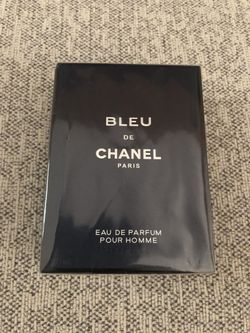 BLEU
DE
CHANEL
PARIS
EAU DE PARFUM
POUR HOMME